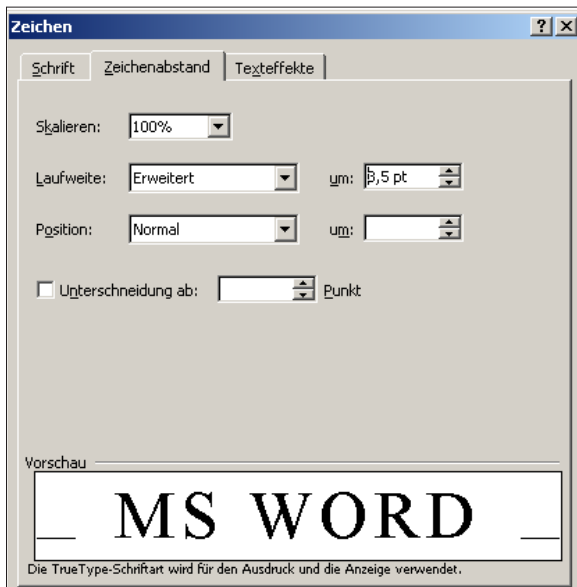 Zeichen
Schrift Zeichenabstand Texteffekte
Skalieren: 100%
Laufweite: Erweitert um: 3,5 pt
Position: Normal um:
Unterschneidung ab: Punkt
Vorschau
MS WORD
Die TrueType-Schriftart wird für den Ausdruck und die Anzeige verwendet.